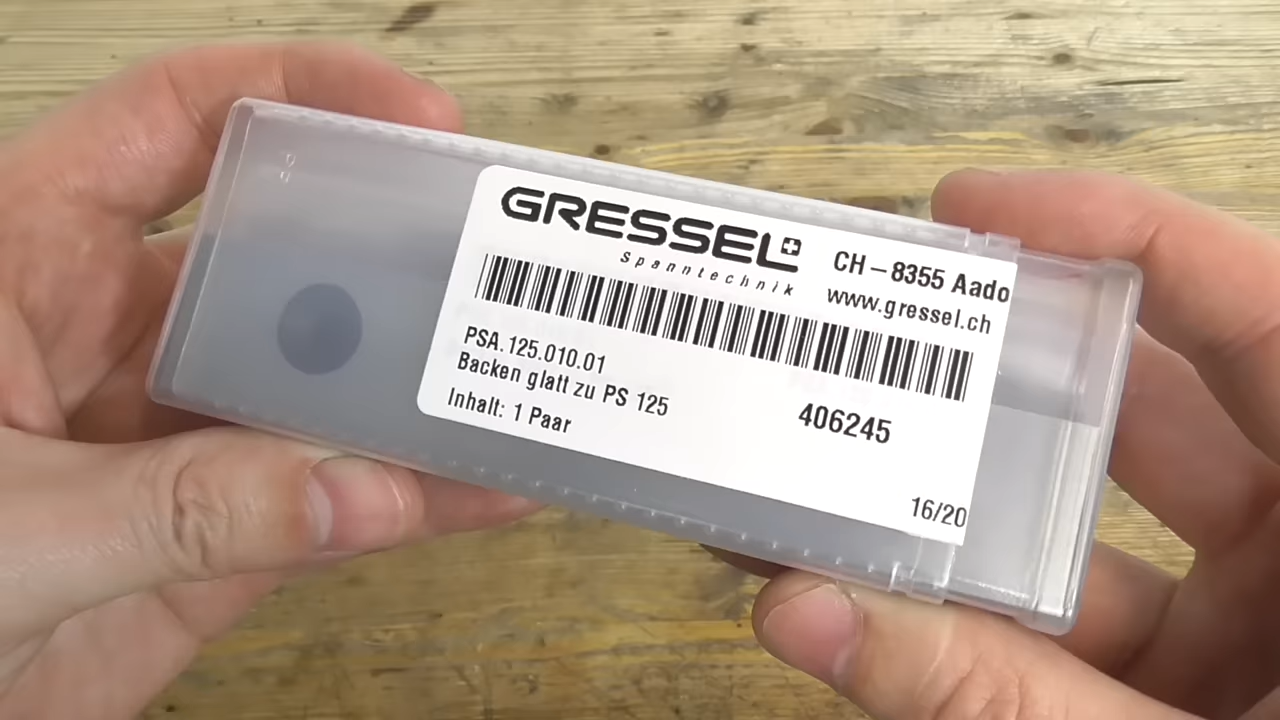 GRESSEL
Spanntechnik
CH-8355 Aado
www.gressel.ch
PSA.125.010.01
Backen glatt zu PS 125
Inhalt: 1 Paar
406245
16/20